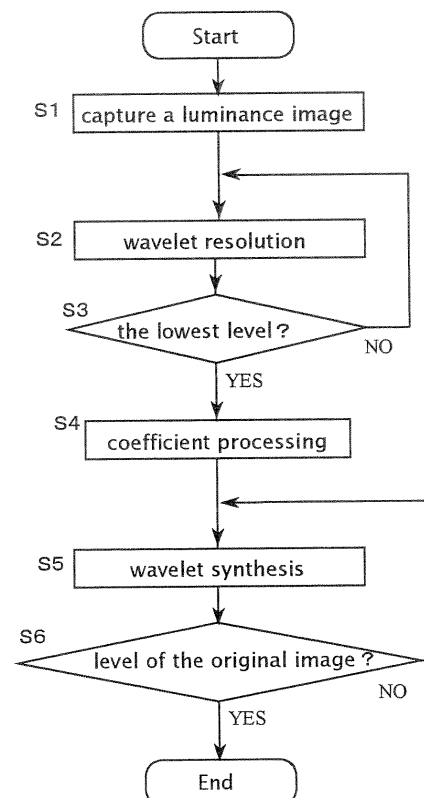 Start
S1
capture a luminance image
S2
wavelet resolution
S3
the lowest level?
NO
YES
S4
coefficient processing
S5
wavelet synthesis
S6
level of the original image?
NO
YES
End